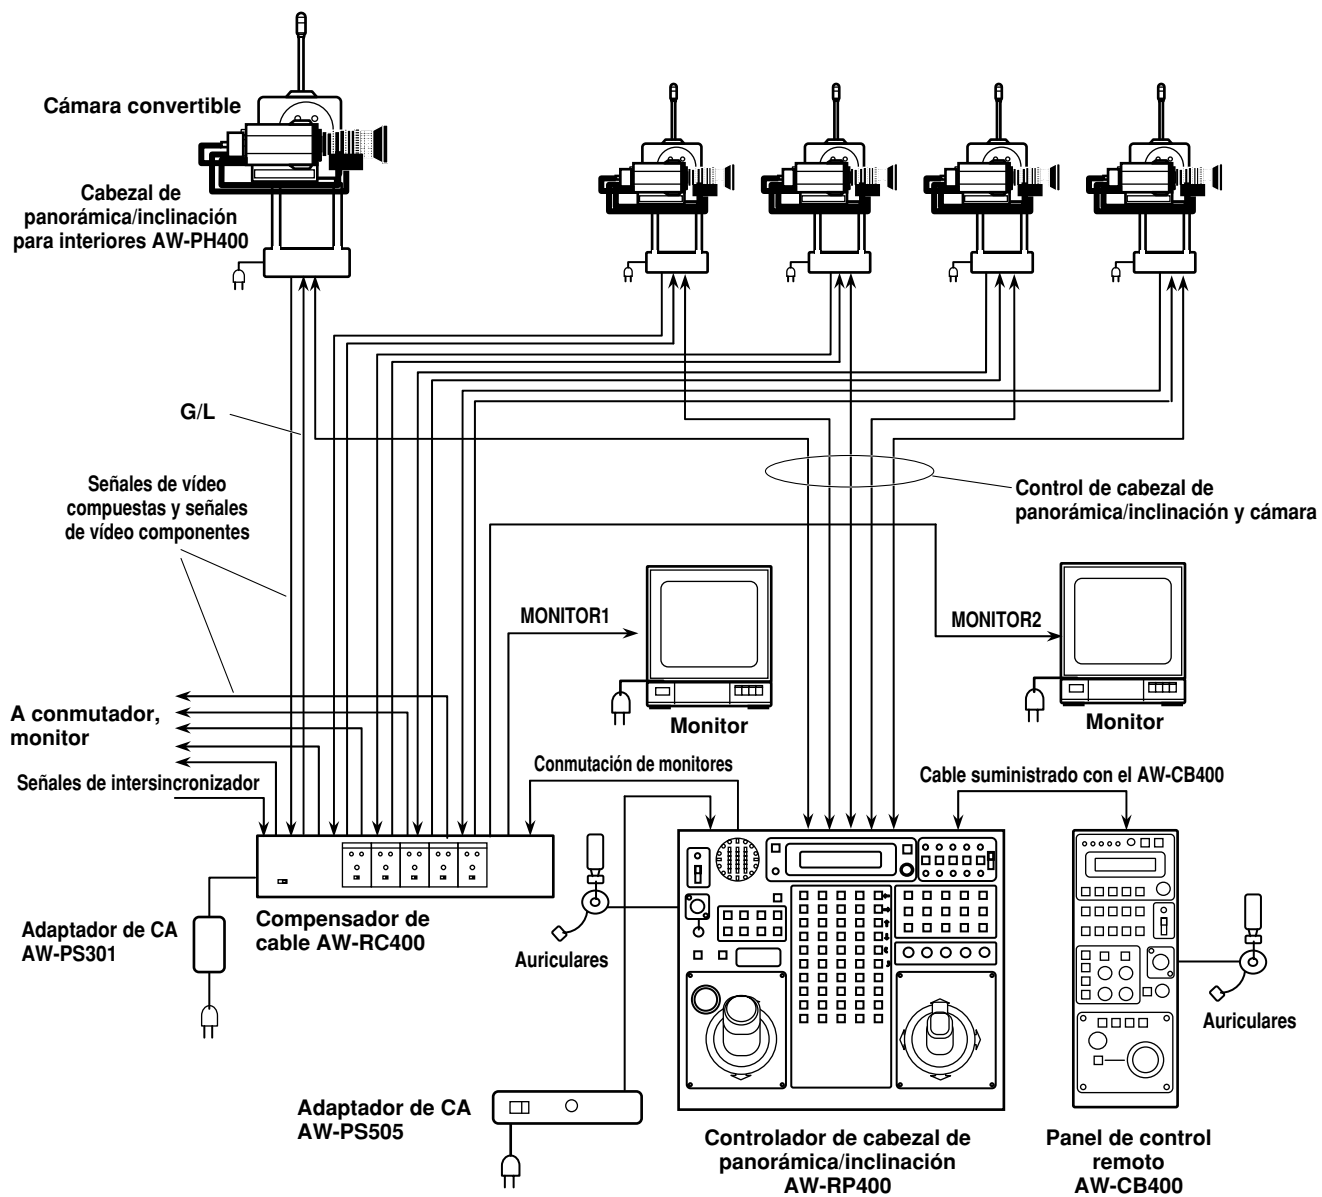 Cámara convertible
Cabezal de
panorámica/inclinación
para interiores AW-PH400
G/L
Señales de vídeo
compuestas y señales
de vídeo componentes
Control de cabezal de
panorámica/inclinación y cámara
MONITOR1
MONITOR2
Monitor
Monitor
A conmutador,
monitor
Señales de intersincronizador
Conmutación de monitores
Cable suministrado con el AW-CB400
Adaptador de CA
AW-PS301
Compensador de
cable AW-RC400
Auriculares
Auriculares
Adaptador de CA
AW-PS505
Controlador de cabezal de
panorámica/inclinación
AW-RP400
Panel de control
remoto
AW-CB400